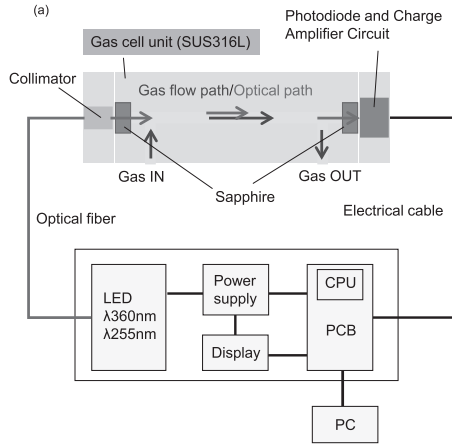 (a)
Photodiode and Charge
Amplifier Circuit
Gas cell unit (SUS316L)
Collimator
Gas flow path/Optical path
Gas IN
Gas OUT
Sapphire
Optical fiber
Electrical cable
LED
λ360nm
λ255nm
Power
supply
CPU
PCB
Display
PC